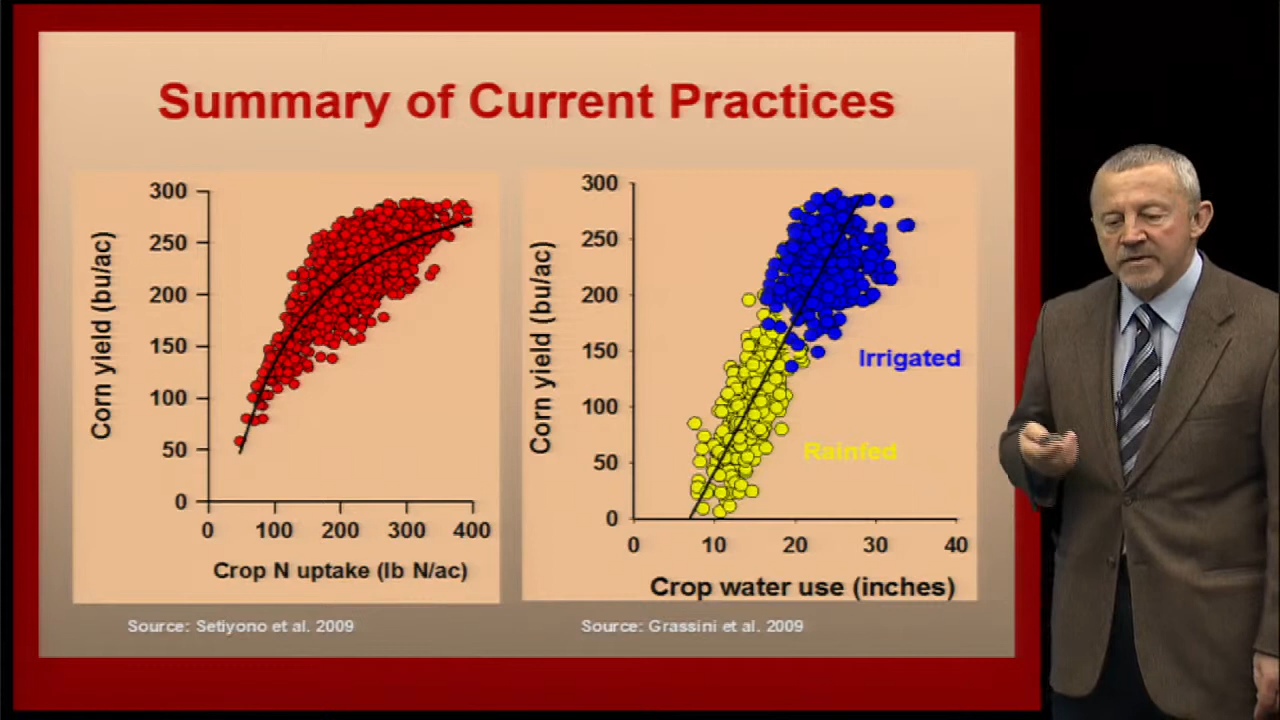 Summary of Current Practices
300
250
200
150
100
50
0
0 100 200 300 400
Corn yield (bu/ac)
Crop N uptake (lb N/ac)
Source: Setiyono et al. 2009
300
250
200
150
100
50
0
0 10 20 30 40
Corn yield (bu/ac)
Irrigated
Rainfed
Crop water use (inches)
Source: Grassini et al. 2009